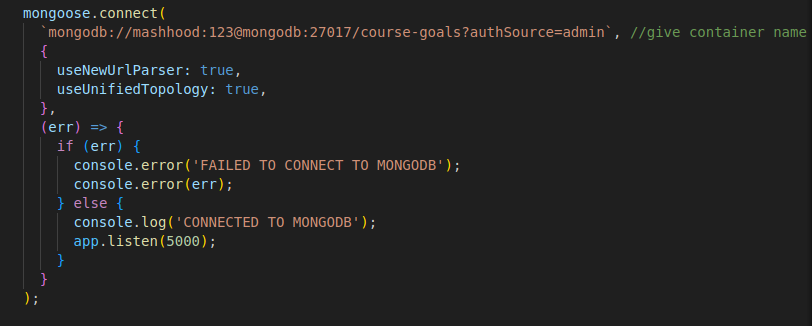 mongoose.connect(
`mongodb://mashhood:123@mongodb:27017/course-goals?authSource=admin`, //give container name
{
useNewUrlParser: true,
useUnifiedTopology: true,
},
(err) => {
if (err) {
console.error('FAILED TO CONNECT TO MONGODB');
console.error(err);
} else {
console.log('CONNECTED TO MONGODB');
app.listen(5000);
}
}
);